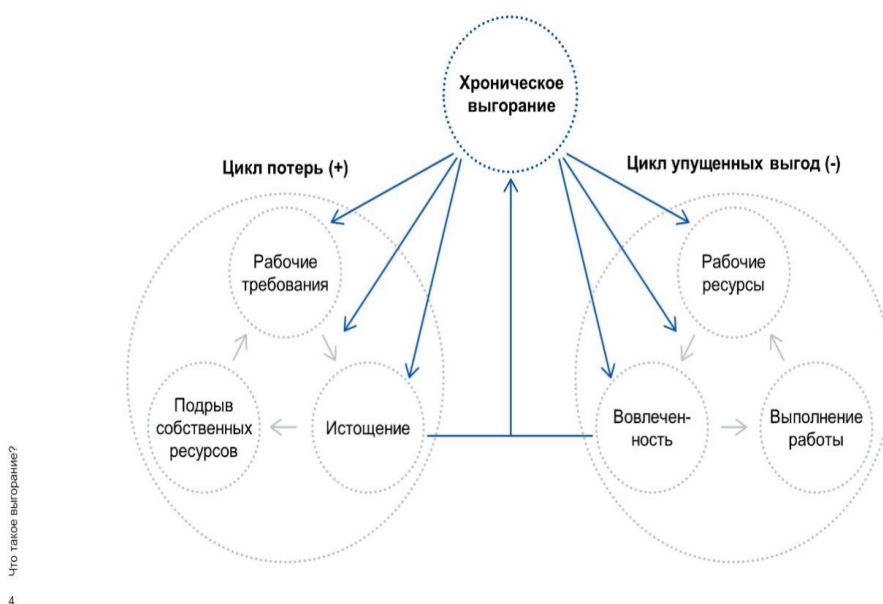 Хроническое
выгорание
Цикл потерь (+)
Цикл упущенных выгод (-)
Рабочие
требования
Подрыв
собственных
ресурсов
Истощение
Рабочие
ресурсы
Вовлечен-
ность
Выполнение
работы
Что такое выгорание?
4